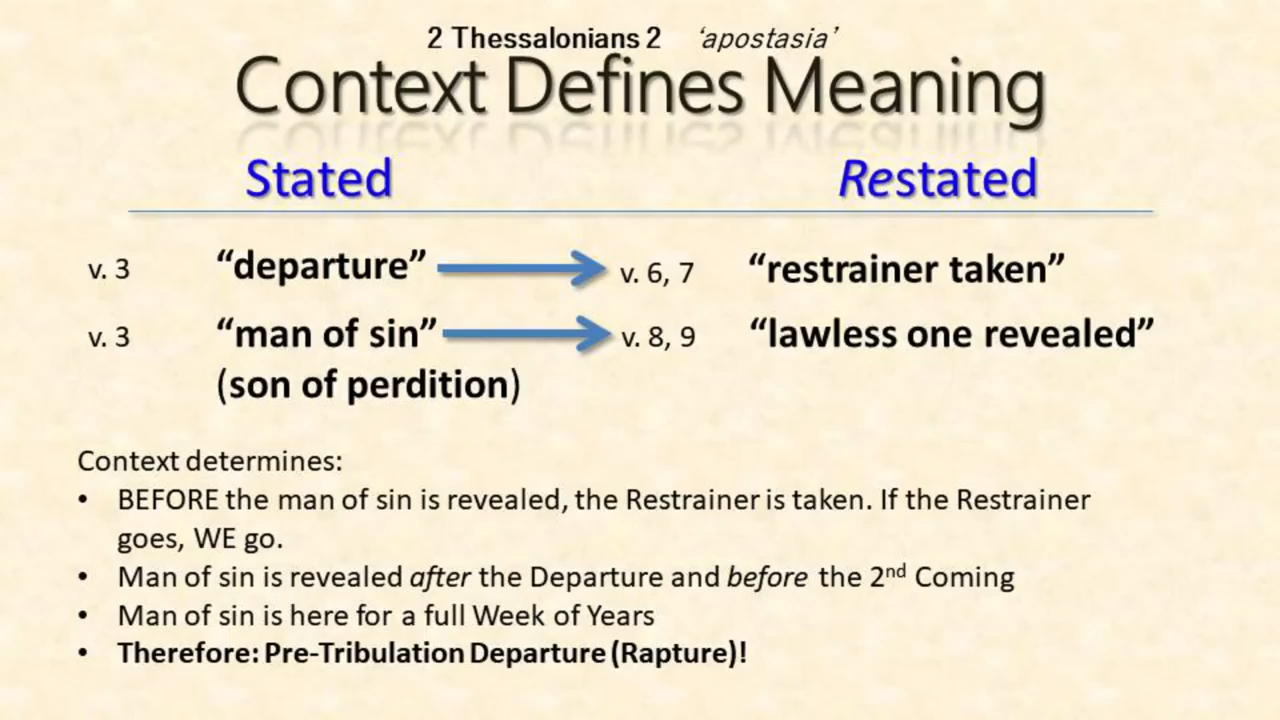 2 Thessalonians 2 ‘apostasia’
Context Defines Meaning
Stated Restated
v. 3 “departure” v. 6, 7 “restrainer taken”
v. 3 “man of sin” v. 8, 9 “lawless one revealed”
(son of perdition)
Context determines:
• BEFORE the man of sin is revealed, the Restrainer is taken. If the Restrainer
goes, WE go.
• Man of sin is revealed after the Departure and before the 2nd Coming
• Man of sin is here for a full Week of Years
• Therefore: Pre-Tribulation Departure (Rapture)!